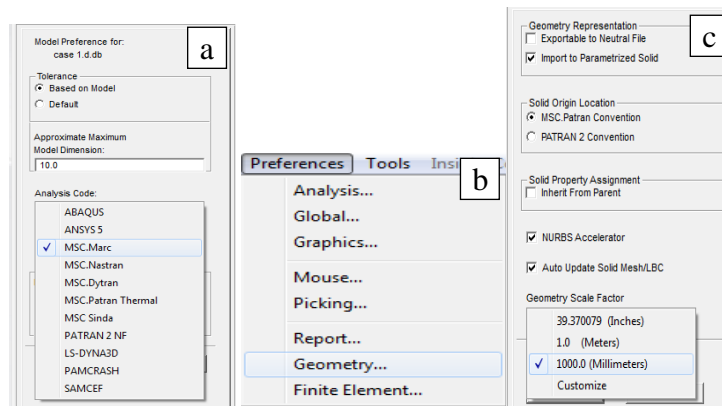 a
Model Preference for:
case 1.d.db
Tolerance
Based on Model
Default
Approximate Maximum
Model Dimension:
10.0
Analysis Code:
ABAQUS
ANSYS 5
MSC.Marc
MSC.Nastran
MSC.Dytran
MSC.Patran Thermal
MSC Sinda
PATRAN 2 NF
LS-DYNA3D
PAMCRASH
SAMCEF
b
Preferences Tools
Analysis...
Global...
Graphics...
Mouse...
Picking...
Report...
Geometry...
Finite Element...
c
Geometry Representation
Exportable to Neutral File
Import to Parametrized Solid
Solid Origin Location
MSC.Patran Convention
PATRAN 2 Convention
Solid Property Assignment
Inherit From Parent
NURBS Accelerator
Auto Update Solid Mesh/LBC
Geometry Scale Factor
39.370079 (Inches)
1.0 (Meters)
1000.0 (Millimeters)
Customize